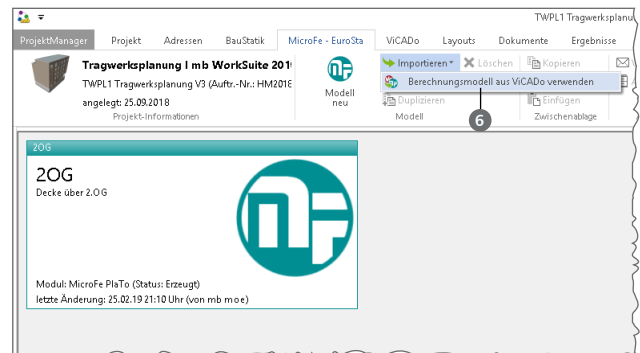 TWPL1 Tragwerksplanu
ProjektManager Projekt Adressen BauStatik MicroFe - EuroSta ViCADo Layouts Dokumente Ergebnisse
Tragwerksplanung I mb WorkSuite 201
TWPL1 Tragwerksplanung V3 (Auftr.-Nr.: HM2018
angelegt: 25.09.2018
Projekt-Informationen
Modell
neu
Importieren Löschen Kopieren
Berechnungsmodell aus ViCADo verwenden
Duplizieren Einfügen
Modell Zwischenablage
6
2OG
2OG
Decke über 2.OG
Modul: MicroFe PlaTo (Status: Erzeugt)
letzte Änderung: 25.02.19 21:10 Uhr (von mb moe)